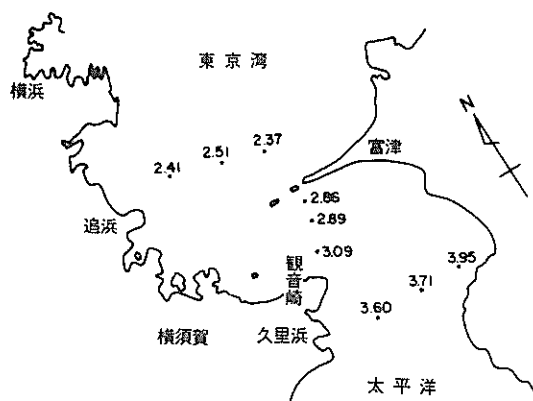 東京湾
横浜
N
富津
2.37
2.51
2.41
2.86
2.89
追浜
3.09
観音崎
3.95
3.71
3.60
横須賀
久里浜
太平洋